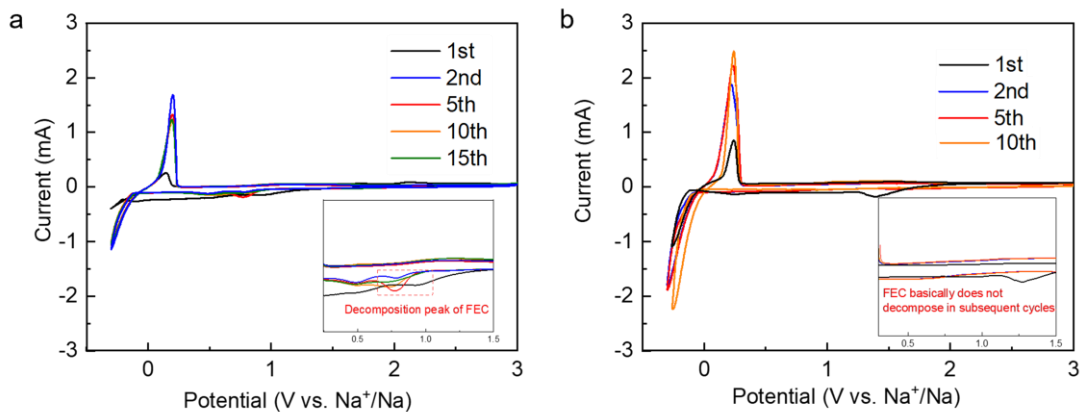 a
3
2
1
0
-1
-2
-3
Current (mA)
1st
2nd
5th
10th
15th
Decomposition peak of FEC
0.5
1.0
1.5
0
1
2
3
Potential (V vs. Na⁺/Na)
b
3
2
1
0
-1
-2
-3
Current (mA)
1st
2nd
5th
10th
FEC basically does not
decompose in subsequent cycles
0.5
1.0
1.5
0
1
2
3
Potential (V vs. Na⁺/Na)